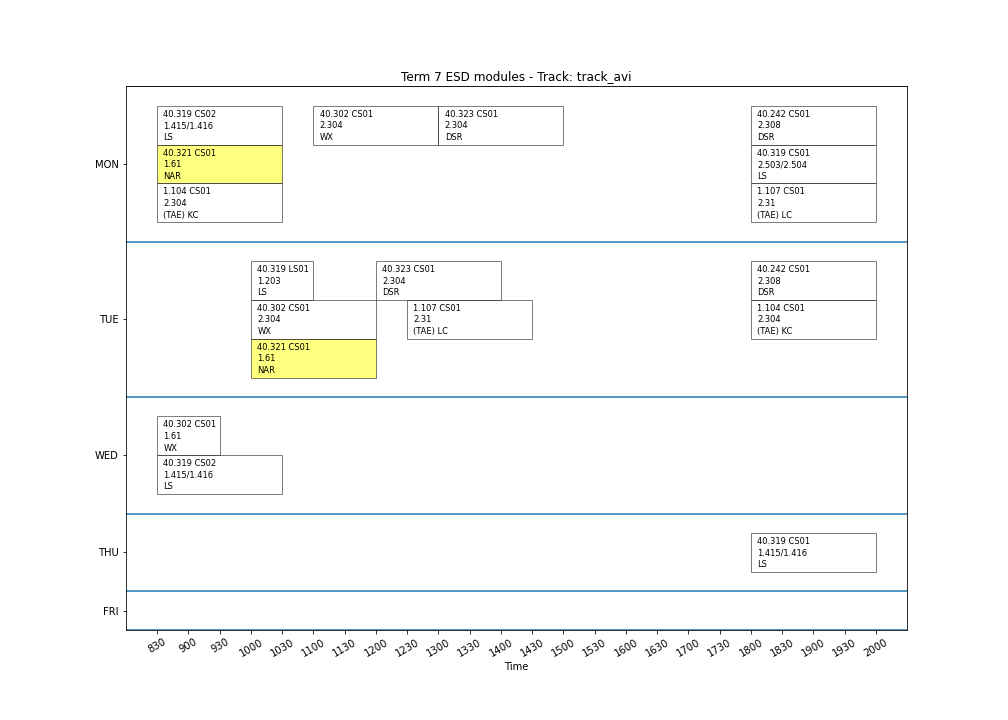 Term 7 ESD modules - Track: track_avi
MON
40.319 CS02
1.415/1.416
LS
40.321 CS01
1.61
NAR
1.104 CS01
2.304
(TAE) KC
40.302 CS01
2.304
WX
40.323 CS01
2.304
DSR
40.242 CS01
2.308
DSR
40.319 CS01
2.503/2.504
LS
1.107 CS01
2.31
(TAE) LC
TUE
40.319 LS01
1.203
LS
40.302 CS01
2.304
WX
40.321 CS01
1.61
NAR
40.323 CS01
2.304
DSR
1.107 CS01
2.31
(TAE) LC
40.242 CS01
2.308
DSR
1.104 CS01
2.304
(TAE) KC
WED
40.302 CS01
1.61
WX
40.319 CS02
1.415/1.416
LS
THU
40.319 CS01
1.415/1.416
LS
FRI
830 900 930 1000 1030 1100 1130 1200 1230 1300 1330 1400 1430 1500 1530 1600 1630 1700 1730 1800 1830 1900 1930 2000
Time